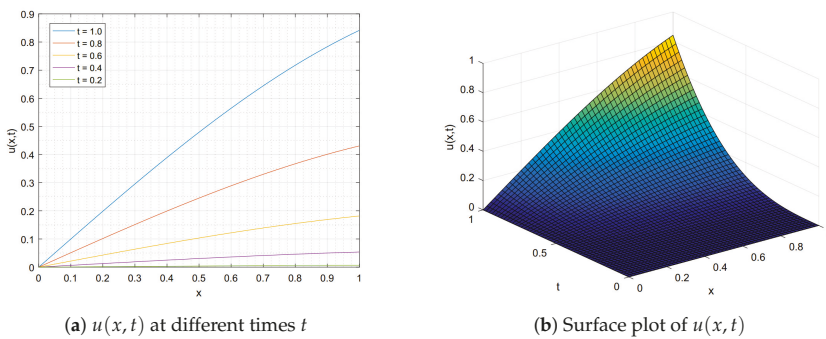 0.9
0.8
0.7
0.6
0.5
0.4
0.3
0.2
0.1
0
u(x,t)
t = 1.0
t = 0.8
t = 0.6
t = 0.4
t = 0.2
0 0.1 0.2 0.3 0.4 0.5 0.6 0.7 0.8 0.9 1
x
(a) u(x, t) at different times t
1
0.8
0.6
0.4
0.2
0
u(x,t)
1
0.5
0
t
0
0.2
0.4
0.6
0.8
x
(b) Surface plot of u(x, t)